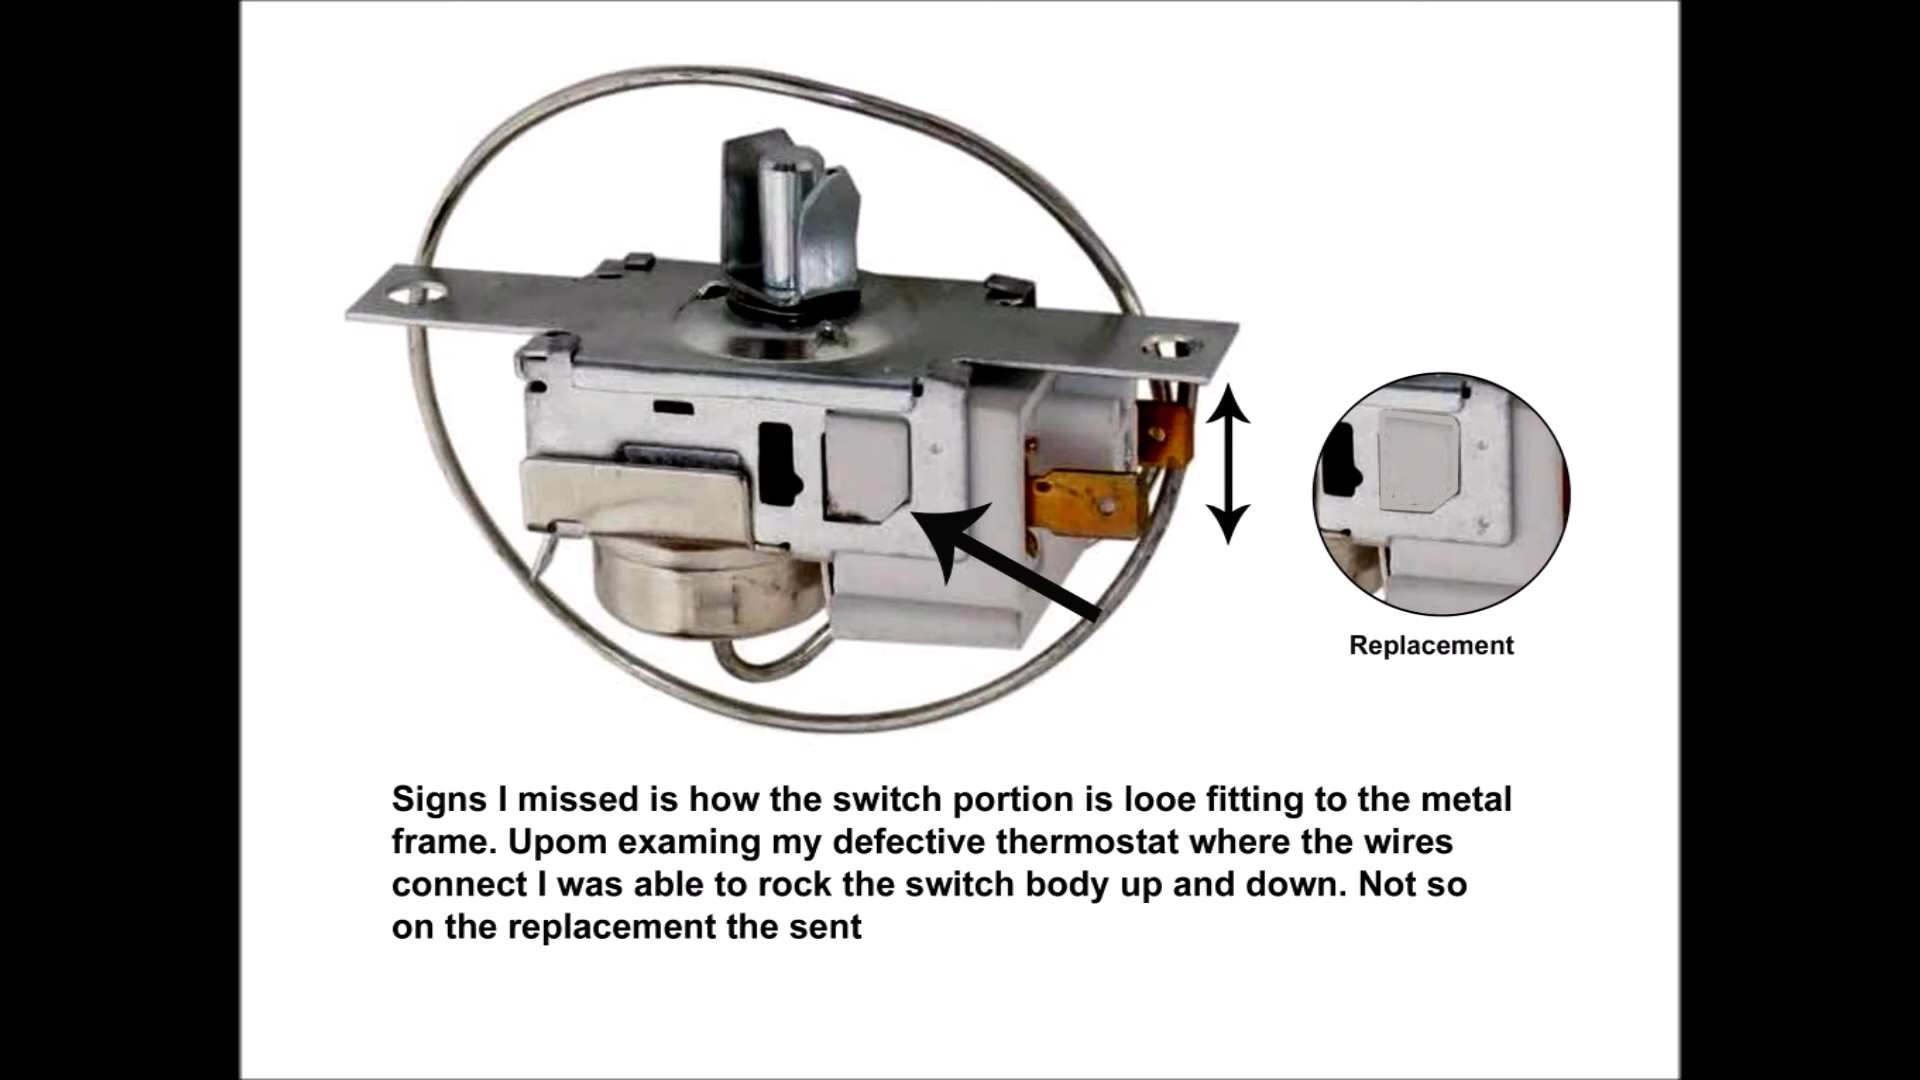 Replacement
Signs I missed is how the switch portion is looe fitting to the metal
frame. Upom examing my defective thermostat where the wires
connect I was able to rock the switch body up and down. Not so
on the replacement the sent